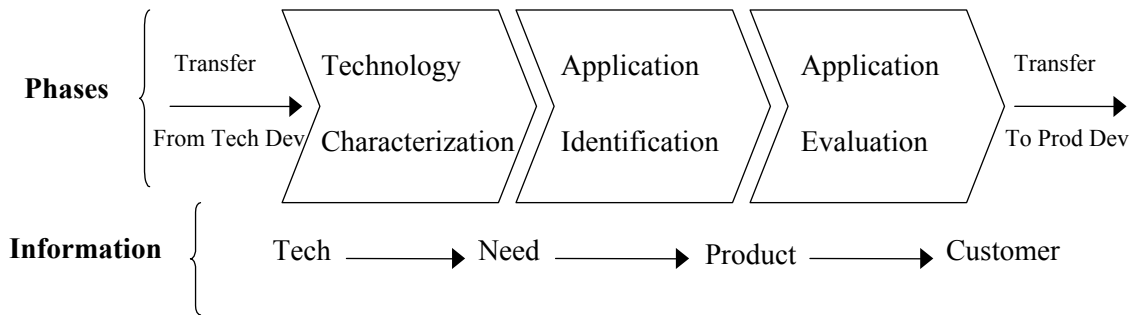 Phases
Transfer
From Tech Dev
Technology
Characterization
Application
Identification
Application
Evaluation
Transfer
To Prod Dev
Information
Tech
Need
Product
Customer